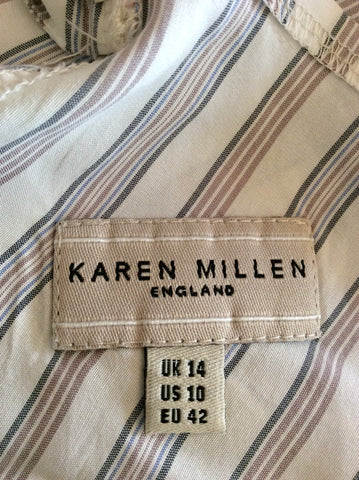 KAREN MILLEN
ENGLAND
UK 14
US 10
EU 42